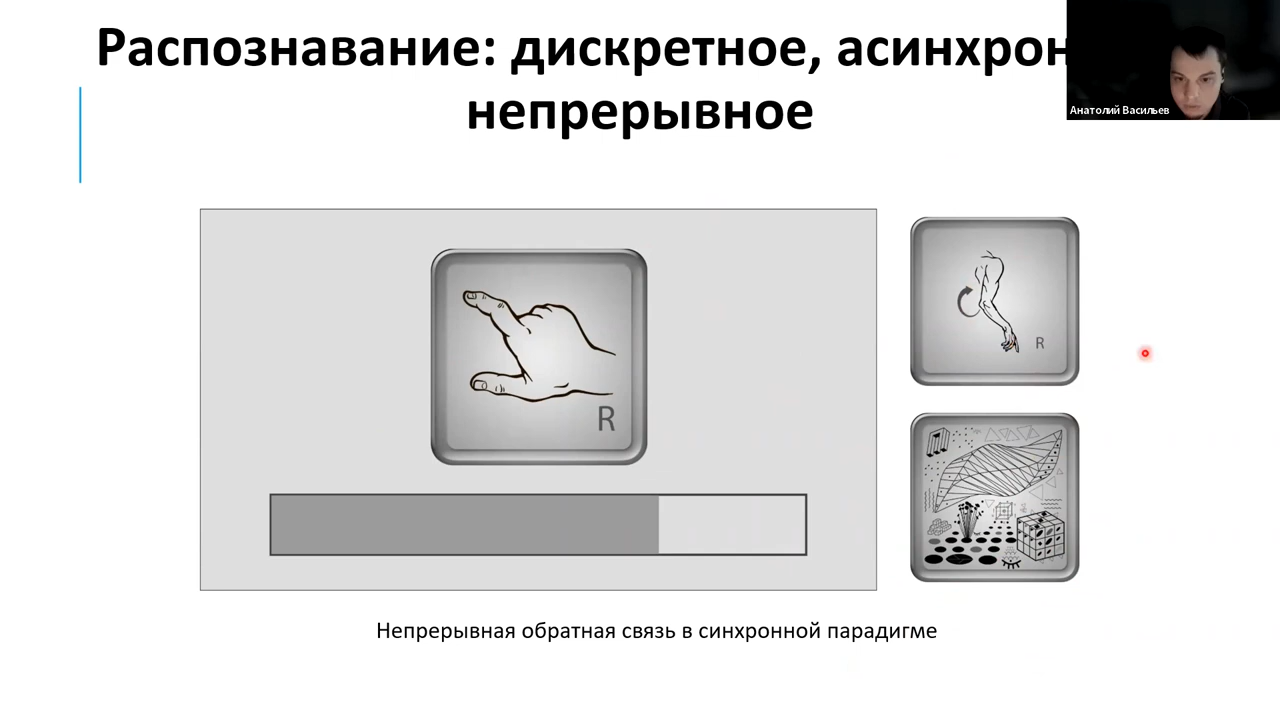 Распознавание: дискретное, асинхрон
непрерывное
Анатолий Васильев
R
R
Непрерывная обратная связь в синхронной парадигме